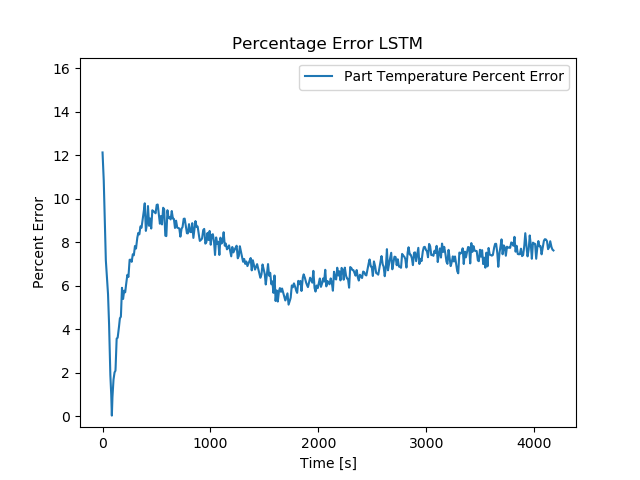 Percentage Error LSTM
Part Temperature Percent Error
Percent Error
16
14
12
10
8
6
4
2
0
0 1000 2000 3000 4000
Time [s]